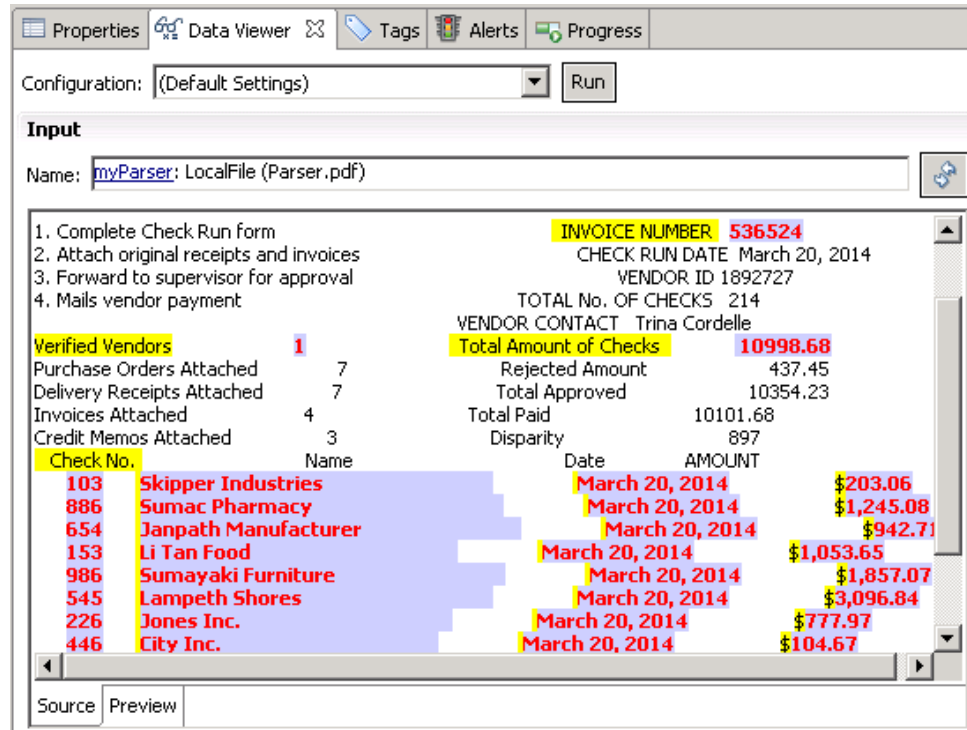 Properties Data Viewer Tags Alerts Progress
Configuration: (Default Settings) Run
Input
Name: myParser: LocalFile (Parser.pdf)
1. Complete Check Run form INVOICE NUMBER 536524
2. Attach original receipts and invoices CHECK RUN DATE March 20, 2014
3. Forward to supervisor for approval VENDOR ID 1892727
4. Mails vendor payment TOTAL No. OF CHECKS 214
VENDOR CONTACT Trina Cordelle
Verified Vendors 1 Total Amount of Checks 10998.68
Purchase Orders Attached 7 Rejected Amount 437.45
Delivery Receipts Attached 7 Total Approved 10354.23
Invoices Attached 4 Total Paid 10101.68
Credit Memos Attached 3 Disparity 897
Check No. Name Date AMOUNT
103 Skipper Industries March 20, 2014 $203.06
886 Sumac Pharmacy March 20, 2014 $1,245.08
654 Janpath Manufacturer March 20, 2014 $942.71
153 Li Tan Food March 20, 2014 $1,053.65
986 Sumayaki Furniture March 20, 2014 $1,857.07
545 Lampeth Shores March 20, 2014 $3,096.84
226 Jones Inc. March 20, 2014 $777.97
446 City Inc. March 20, 2014 $104.67
Source Preview